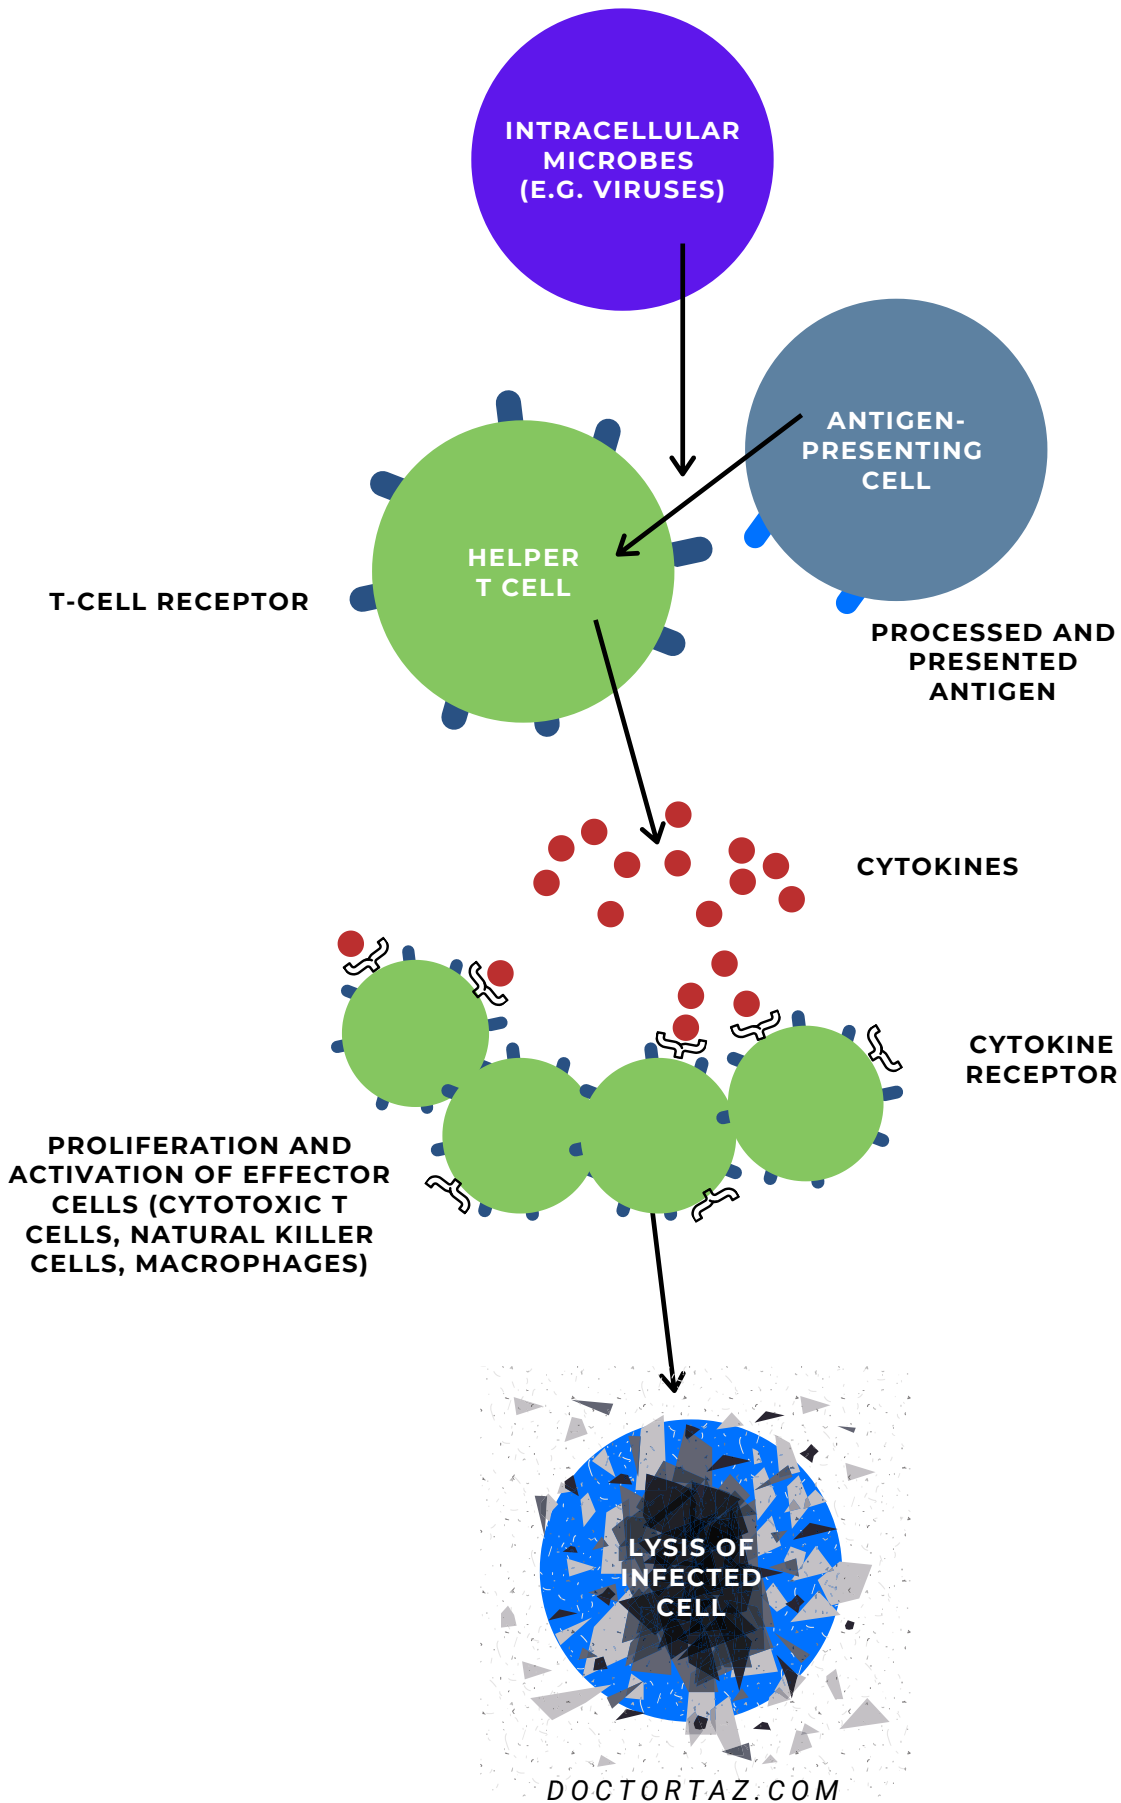 INTRACELLULAR
MICROBES
(E.G. VIRUSES)
ANTIGEN-
PRESENTING
CELL
HELPER
T CELL
T-CELL RECEPTOR
PROCESSED AND
PRESENTED
ANTIGEN
CYTOKINES
CYTOKINE
RECEPTOR
PROLIFERATION AND
ACTIVATION OF EFFECTOR
CELLS (CYTOTOXIC T
CELLS, NATURAL KILLER
CELLS, MACROPHAGES)
LYSIS OF
INFECTED
CELL
DOCTORTAZ.COM